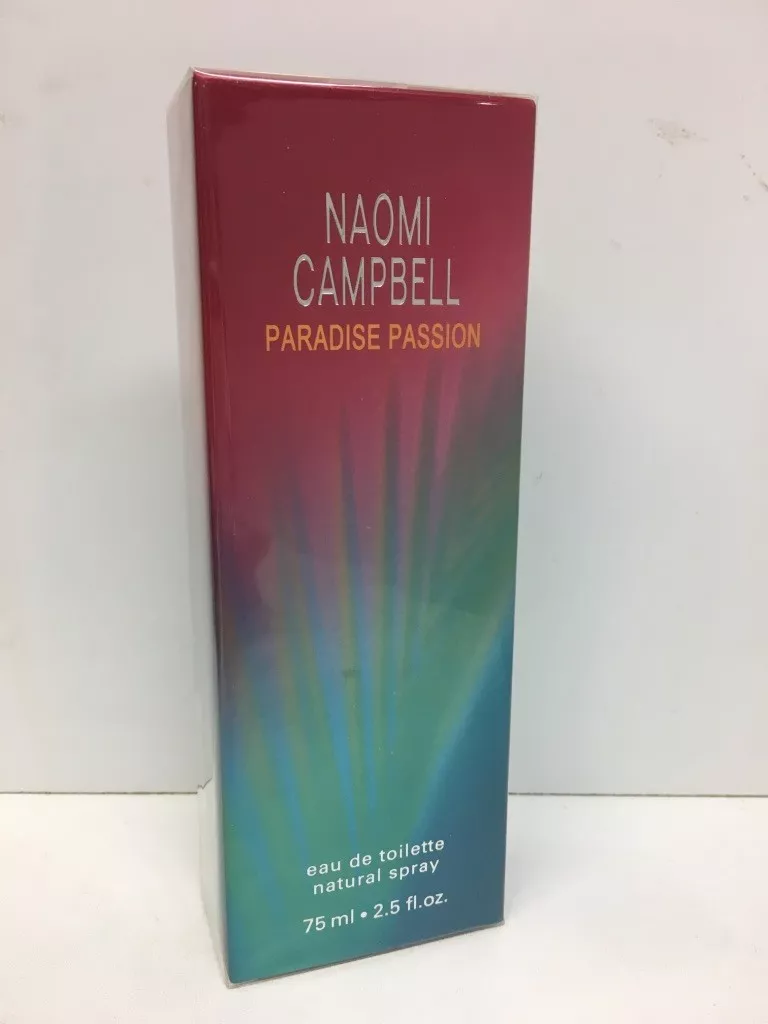 NAOMI
CAMPBELL
PARADISE PASSION
eau de toilette
natural spray
75 ml • 2.5 fl.oz.